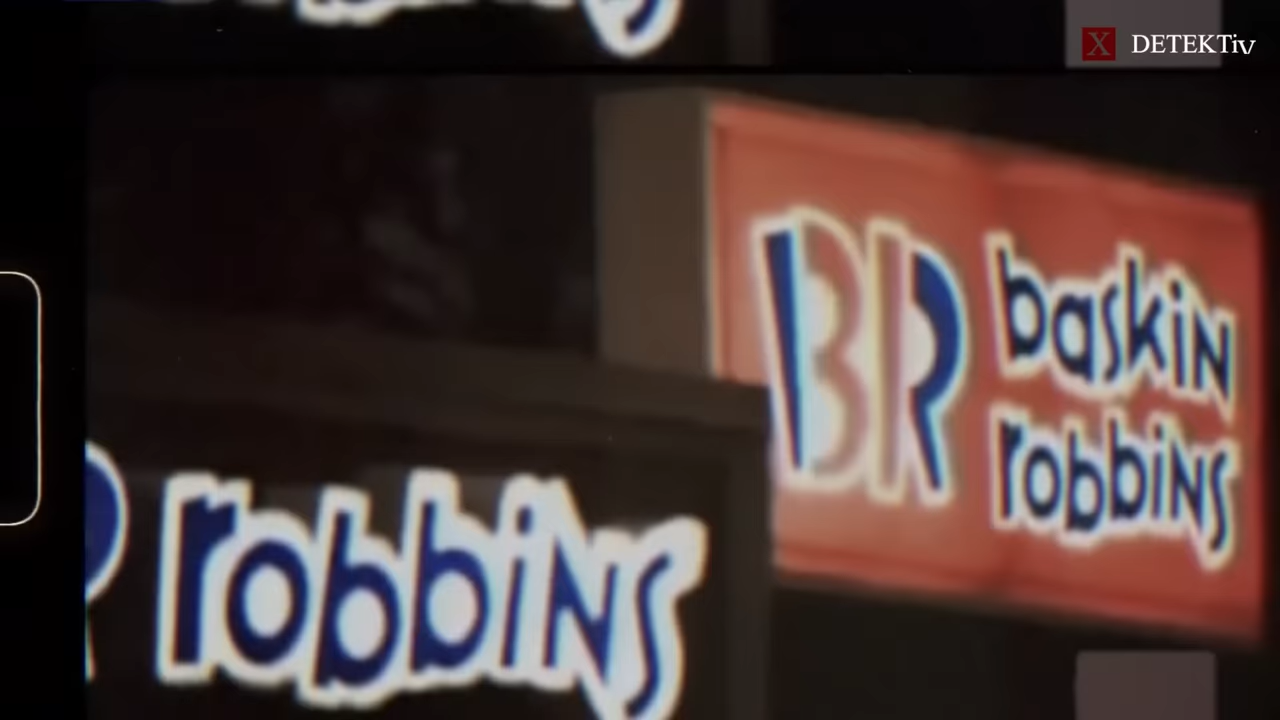 X DETEKTiv
BR
baskin
robbins
robbins